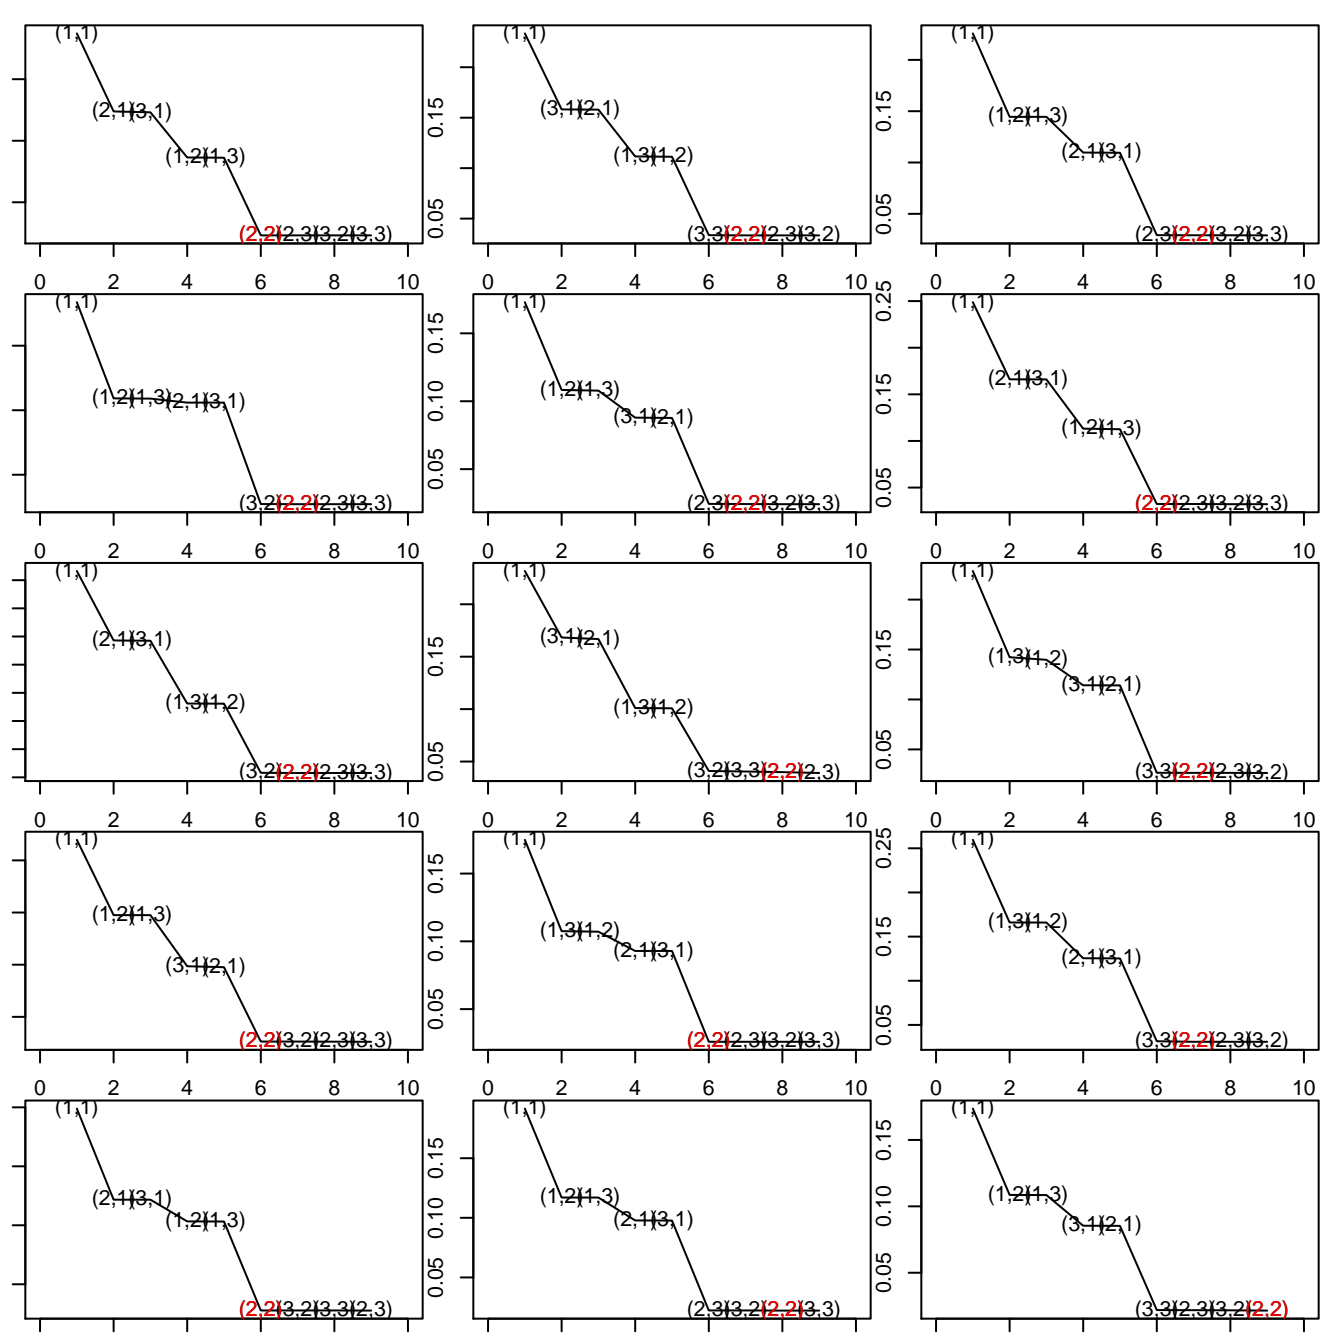 (1,1) (1,1) (1,1)
(2,1) (3,1) 0.15 (3,1) (2,1) 0.15 (1,2) (1,3)
(1,2) (1,3) (1,3) (1,2) (2,1) (3,1)
0.05 0.05
(2,2) (2,3) (3,2) (3,3) (3,3) (2,2) (2,3) (3,2) (2,3) (2,2) (3,2) (3,3)
0 2 4 6 8 10 0 2 4 6 8 10 0 2 4 6 8 10
(1,1) (1,1) 0.25 (1,1)
0.15
(1,2) (1,3) (2,1) (3,1) 0.10 (1,2) (1,3) 0.15 (2,1) (3,1)
(3,1) (2,1) (1,2) (1,3)
0.05 0.05
(3,2) (2,2) (2,3) (3,3) (2,3) (2,2) (3,2) (3,3) (2,2) (2,3) (3,2) (3,3)
0 2 4 6 8 10 0 2 4 6 8 10 0 2 4 6 8 10
(1,1) (1,1) (1,1)
(2,1) (3,1) 0.15 (3,1) (2,1) 0.15 (1,3) (1,2)
(1,3) (1,2) (1,3) (1,2) (3,1) (2,1)
0.05 0.05
(3,2) (2,2) (2,3) (3,3) (3,2) (3,3) (2,2) (2,3) (3,3) (2,2) (2,3) (3,2)
0 2 4 6 8 10 0 2 4 6 8 10 0 2 4 6 8 10
(1,1) (1,1) 0.25 (1,1)
0.15
(1,2) (1,3) 0.10 (1,3) (1,2) 0.15 (1,3) (1,2)
(3,1) (2,1) (2,1) (3,1) (2,1) (3,1)
0.05 0.05
(2,2) (3,2) (2,3) (3,3) (2,2) (2,3) (3,2) (3,3) (3,3) (2,2) (2,3) (3,2)
0 2 4 6 8 10 0 2 4 6 8 10 0 2 4 6 8 10
(1,1) (1,1) (1,1)
0.15 0.15
(2,1) (3,1) 0.10 (1,2) (1,3) 0.10 (1,2) (1,3)
(1,2) (1,3) (2,1) (3,1) (3,1) (2,1)
0.05 0.05
(2,2) (3,2) (3,3) (2,3) (2,3) (3,2) (2,2) (3,3) (3,3) (2,3) (3,2) (2,2)